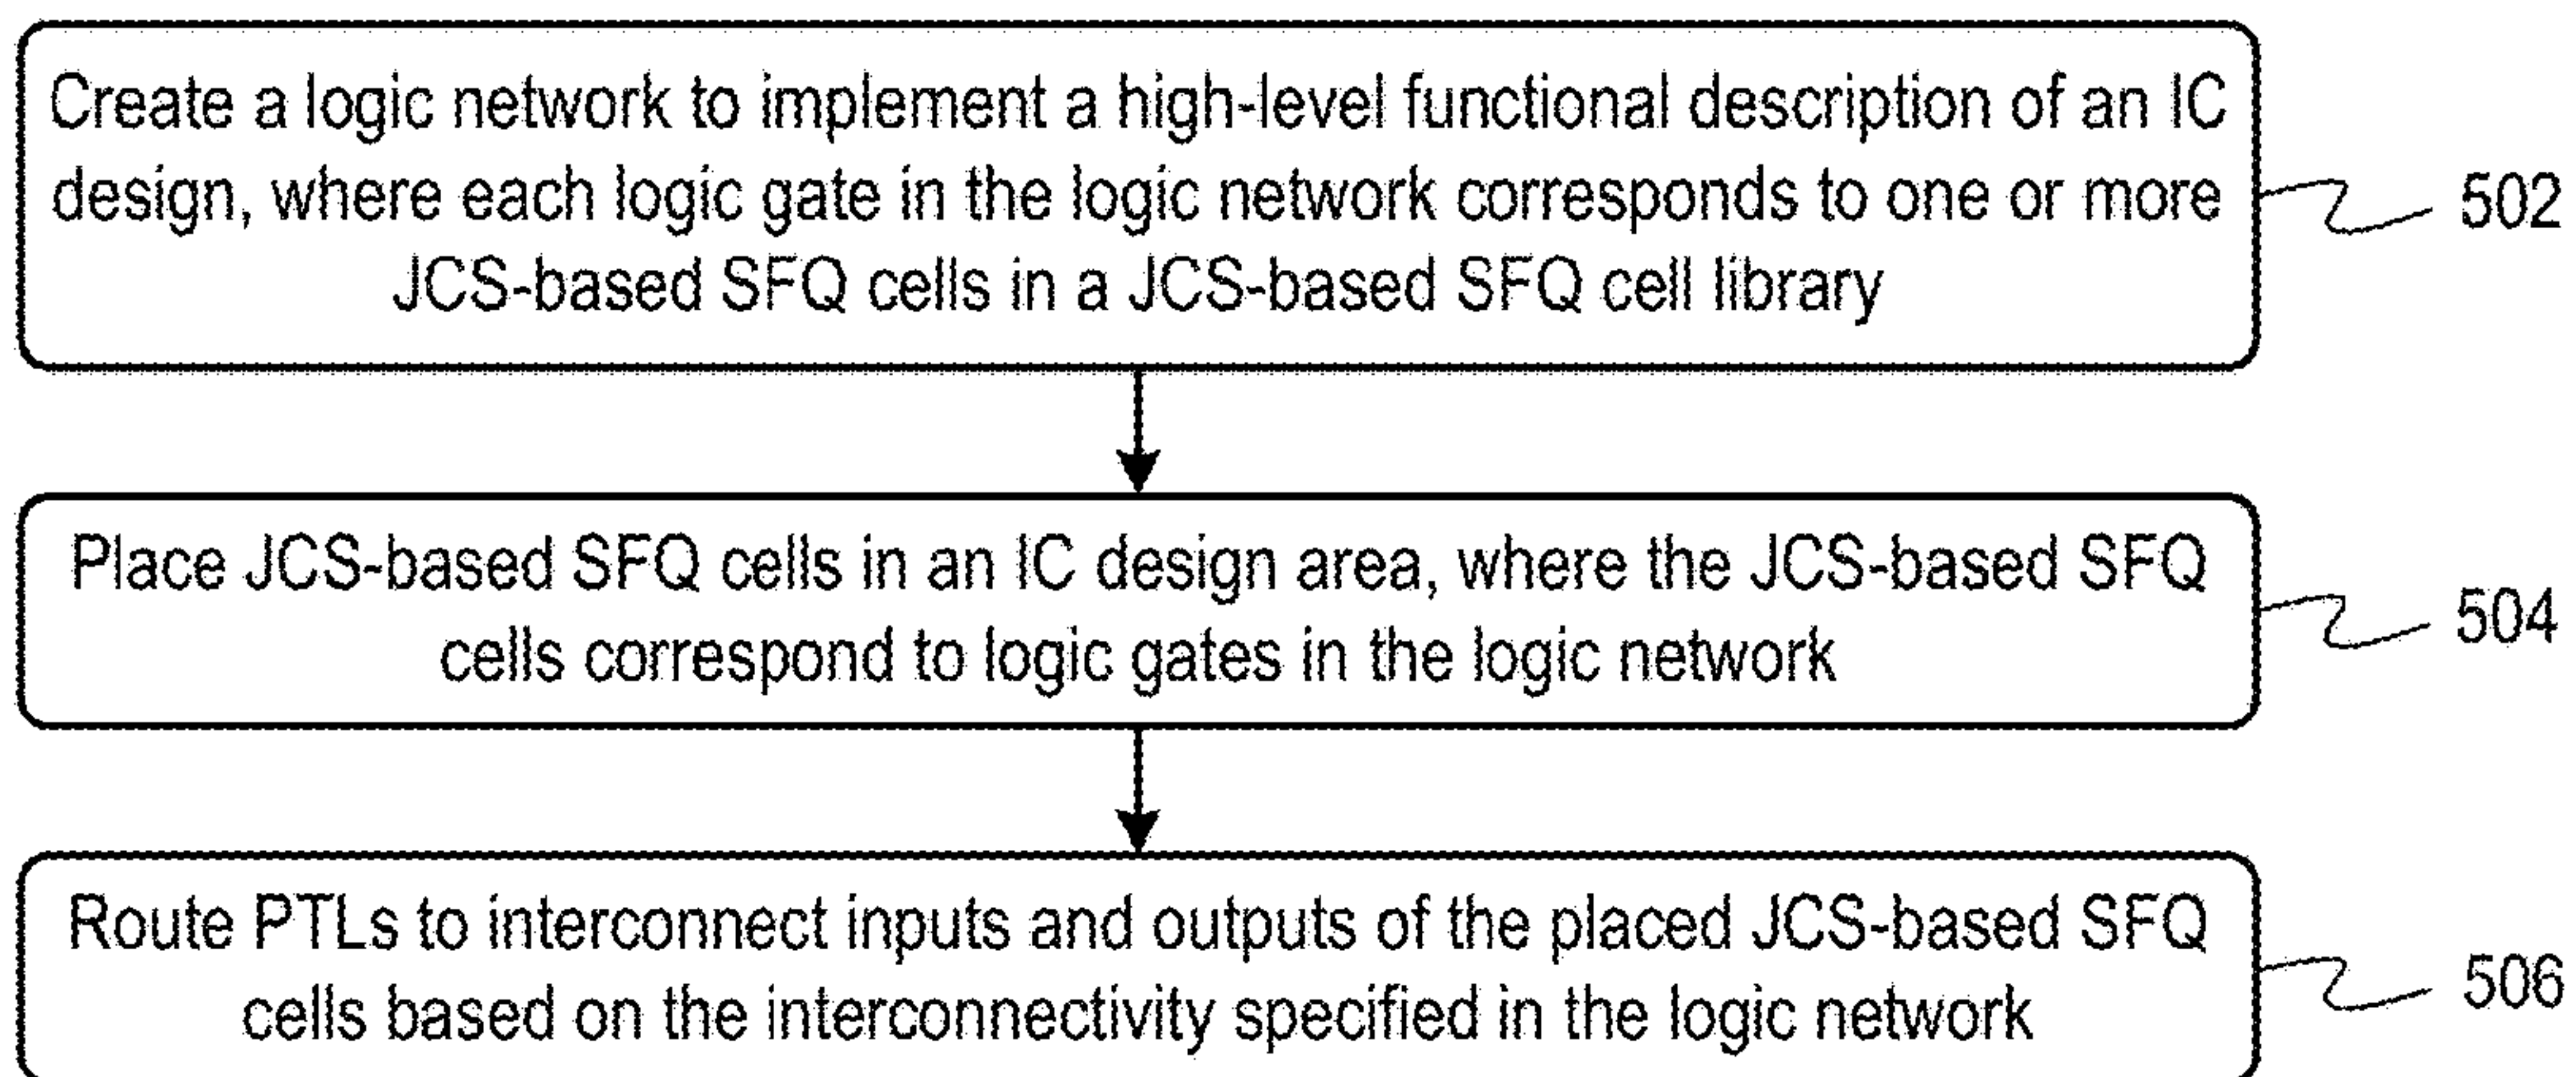 Create a logic network to implement a high-level functional description of an IC
design, where each logic gate in the logic network corresponds to one or more
JCS-based SFQ cells in a JCS-based SFQ cell library
502
Place JCS-based SFQ cells in an IC design area, where the JCS-based SFQ
cells correspond to logic gates in the logic network
504
Route PTLs to interconnect inputs and outputs of the placed JCS-based SFQ
cells based on the interconnectivity specified in the logic network
506